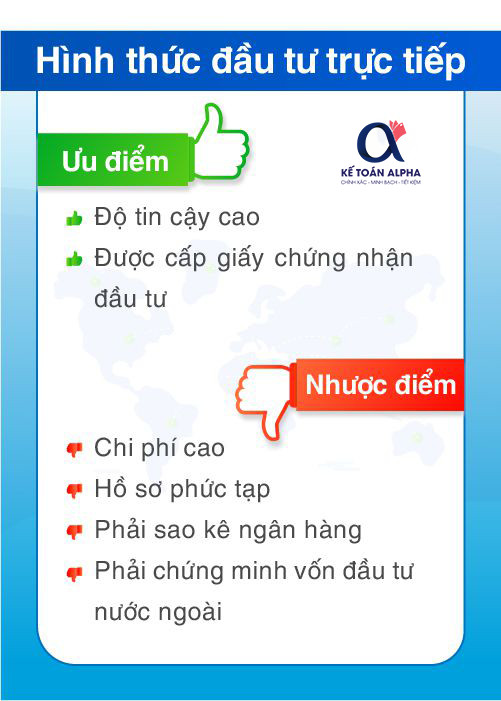 Hình thức đầu tư trực tiếp
Ưu điểm
KẾ TOÁN ALPHA
CHÍNH XÁC - MINH BẠCH - TIẾT KIỆM
Độ tin cậy cao
Được cấp giấy chứng nhận
đầu tư
Nhược điểm
Chi phí cao
Hồ sơ phức tạp
Phải sao kê ngân hàng
Phải chứng minh vốn đầu tư
nước ngoài